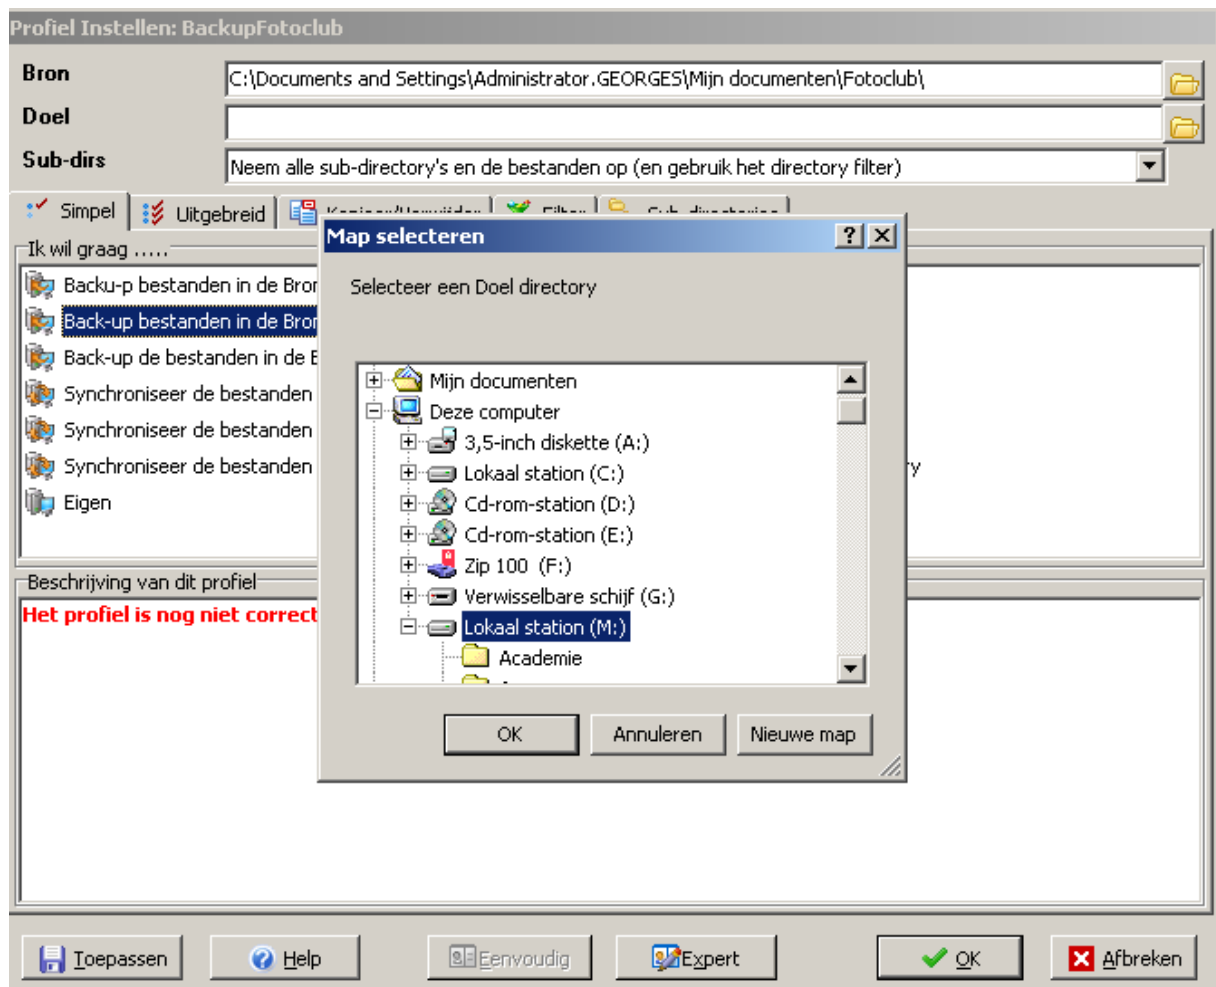 Profiel Instellen: BackupFotoclub
Bron
C:\Documents and Settings\Administrator.GEORGES\Mijn documenten\Fotoclub\
Doel
Sub-dirs
Neem alle sub-directory's en de bestanden op (en gebruik het directory filter)
Simpel
Uitgebreid
Ik wil graag .....
Backu-p bestanden in de Bron
Back-up bestanden in de Bron
Back-up de bestanden in de
Synchroniseer de bestanden
Synchroniseer de bestanden
Synchroniseer de bestanden
Eigen
Beschrijving van dit profiel
Het profiel is nog niet correct
Map selecteren
Selecteer een Doel directory
Mijn documenten
Deze computer
3,5-inch diskette (A:)
Lokaal station (C:)
Cd-rom-station (D:)
Cd-rom-station (E:)
Zip 100 (F:)
Verwisselbare schijf (G:)
Lokaal station (M:)
Academie
OK
Annuleren
Nieuwe map
Toepassen
Help
Eenvoudig
Expert
OK
Afbreken